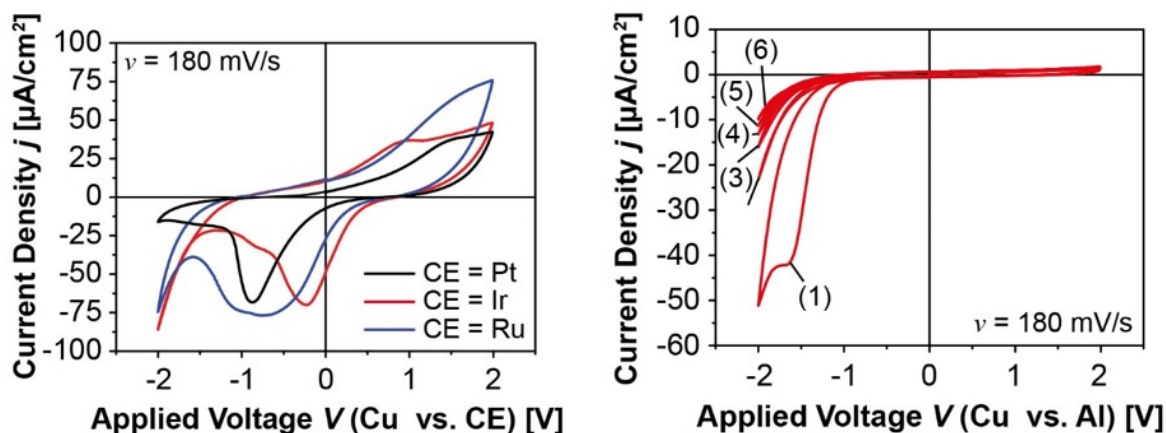 100
75
50
25
0
-25
-50
-75
-100
Current Density j [µA/cm²]
v = 180 mV/s
CE = Pt
CE = Ir
CE = Ru
-2 -1 0 1 2
Applied Voltage V (Cu vs. CE) [V]
10
0
-10
-20
-30
-40
-50
-60
Current Density j [µA/cm²]
(6)
(5)
(4)
(3)
(1)
v = 180 mV/s
-2 -1 0 1 2
Applied Voltage V (Cu vs. Al) [V]